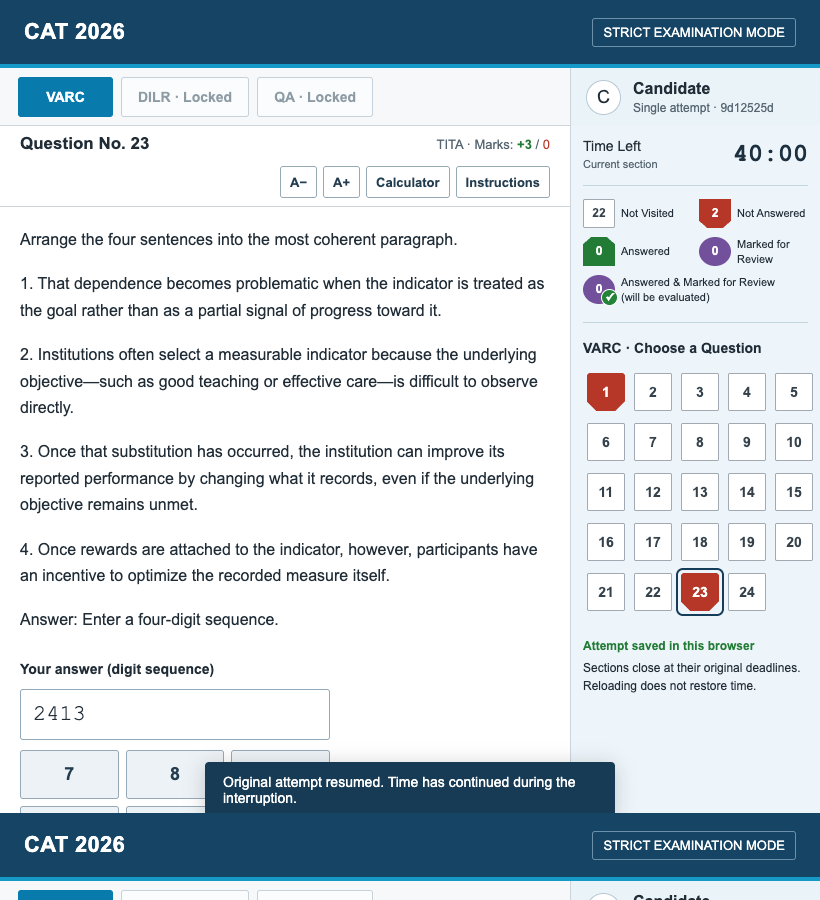 CAT 2026
STRICT EXAMINATION MODE
VARC
DILR · Locked
QA · Locked
C
Candidate
Single attempt · 9d12525d
Question No. 23
TITA · Marks: +3 / 0
A−
A+
Calculator
Instructions
Time Left
Current section
40:00
22 Not Visited
2 Not Answered
0 Answered
0 Marked for
Review
0 Answered & Marked for Review
(will be evaluated)
Arrange the four sentences into the most coherent paragraph.
1. That dependence becomes problematic when the indicator is treated as
the goal rather than as a partial signal of progress toward it.
2. Institutions often select a measurable indicator because the underlying
objective—such as good teaching or effective care—is difficult to observe
directly.
3. Once that substitution has occurred, the institution can improve its
reported performance by changing what it records, even if the underlying
objective remains unmet.
4. Once rewards are attached to the indicator, however, participants have
an incentive to optimize the recorded measure itself.
Answer: Enter a four-digit sequence.
Your answer (digit sequence)
2413
7
8
VARC · Choose a Question
1 2 3 4 5
6 7 8 9 10
11 12 13 14 15
16 17 18 19 20
21 22 23 24
Attempt saved in this browser
Sections close at their original deadlines.
Reloading does not restore time.
Original attempt resumed. Time has continued during the
interruption.
CAT 2026
STRICT EXAMINATION MODE
Candidate